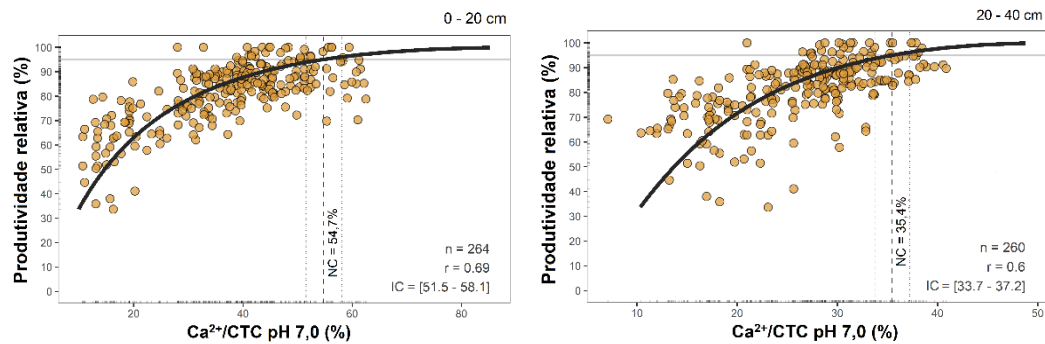 0 - 20 cm
Produtividade relativa (%)
100
90
80
70
60
50
40
30
20
10
0
NC = 54,7%
n = 264
r = 0.69
IC = [51.5 - 58.1]
20
40
60
80
Ca²⁺/CTC pH 7,0 (%)
20 - 40 cm
Produtividade relativa (%)
100
90
80
70
60
50
40
30
20
10
0
NC = 35.4%
n = 260
r = 0.6
IC = [33.7 - 37.2]
10
20
30
40
50
Ca²⁺/CTC pH 7,0 (%)